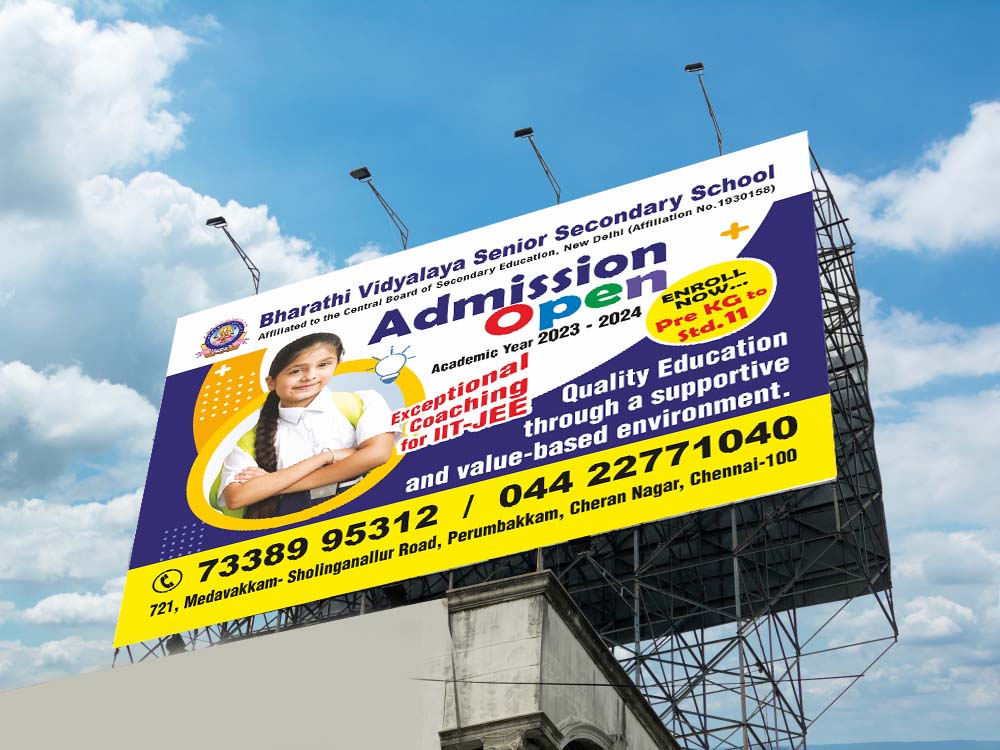 Bharathi Vidyalaya Senior Secondary School
Affiliated to the Central Board of Secondary Education, New Delhi (Affiliation No.1930158)
Admission
Open
Academic Year 2023 - 2024
ENROLL
NOW...
Pre KG to
Std.11
Exceptional
Coaching
for IIT-JEE
Quality Education
through a supportive
and value-based environment.
73389 95312 / 044 22771040
721, Medavakkam- Sholinganallur Road, Perumbakkam, Cheran Nagar, Chennai-100